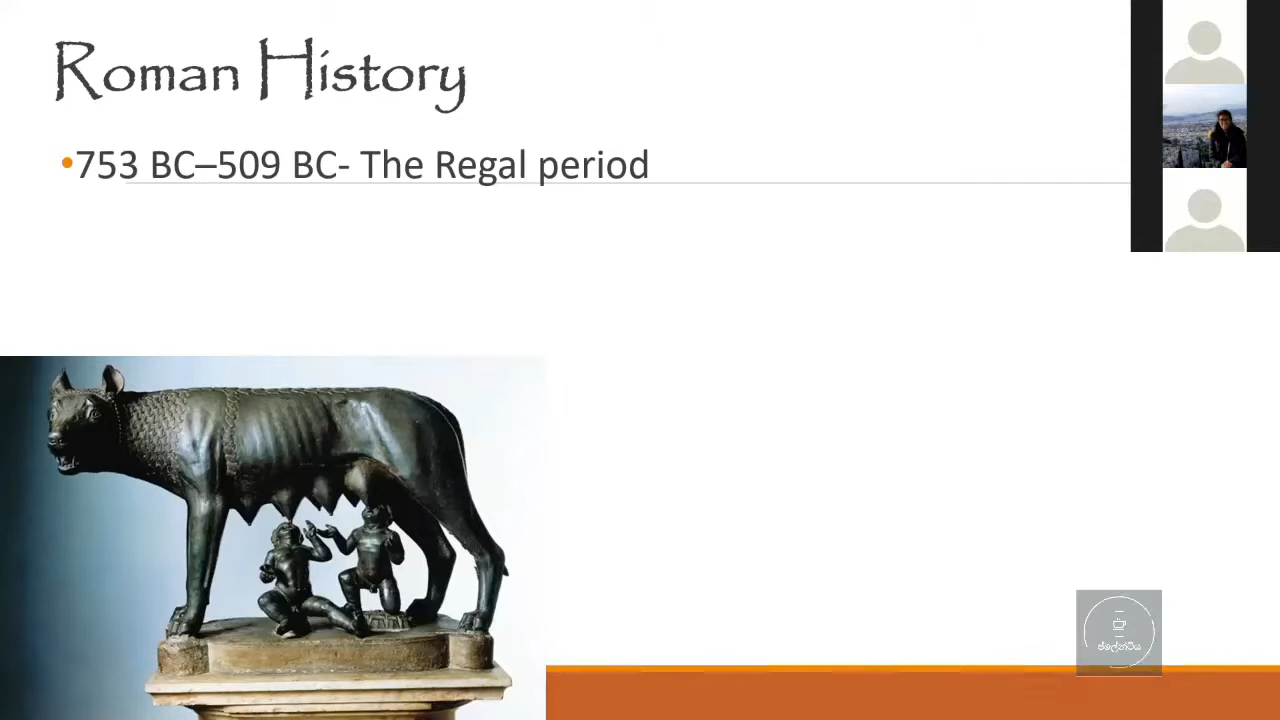 Roman History
•753 BC–509 BC- The Regal period
ප්ලේන්ටිය